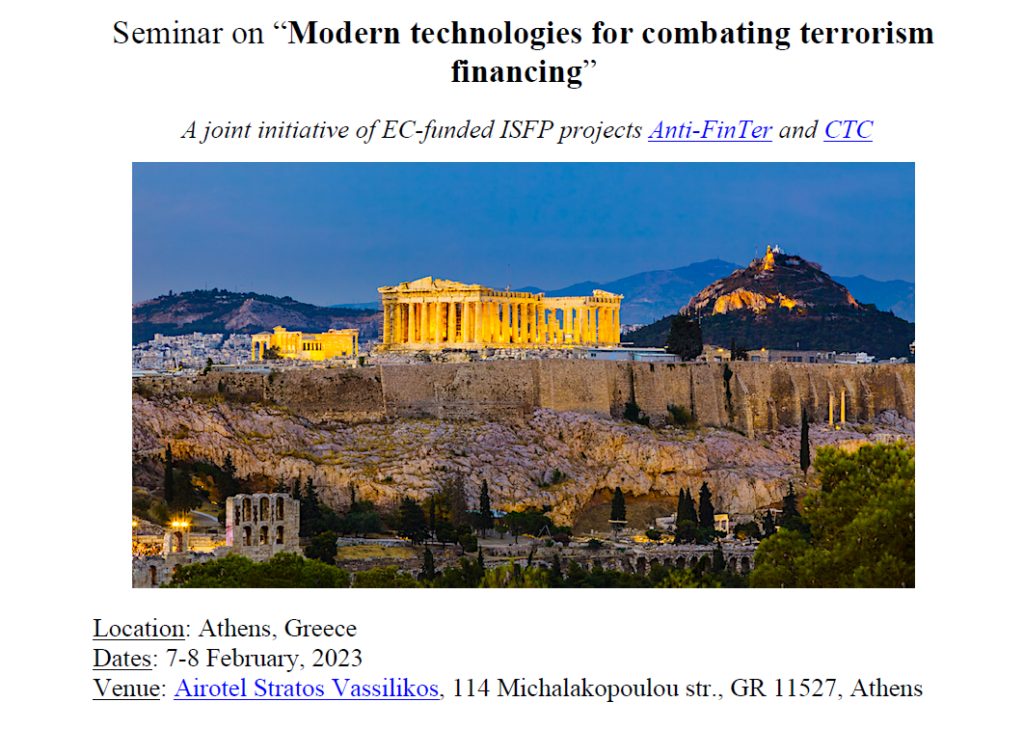 Seminar on “Modern technologies for combating terrorism
financing”
A joint initiative of EC-funded ISFP projects Anti-FinTer and CTC
Location: Athens, Greece
Dates: 7-8 February, 2023
Venue: Airotel Stratos Vassilikos, 114 Michalakopoulou str., GR 11527, Athens